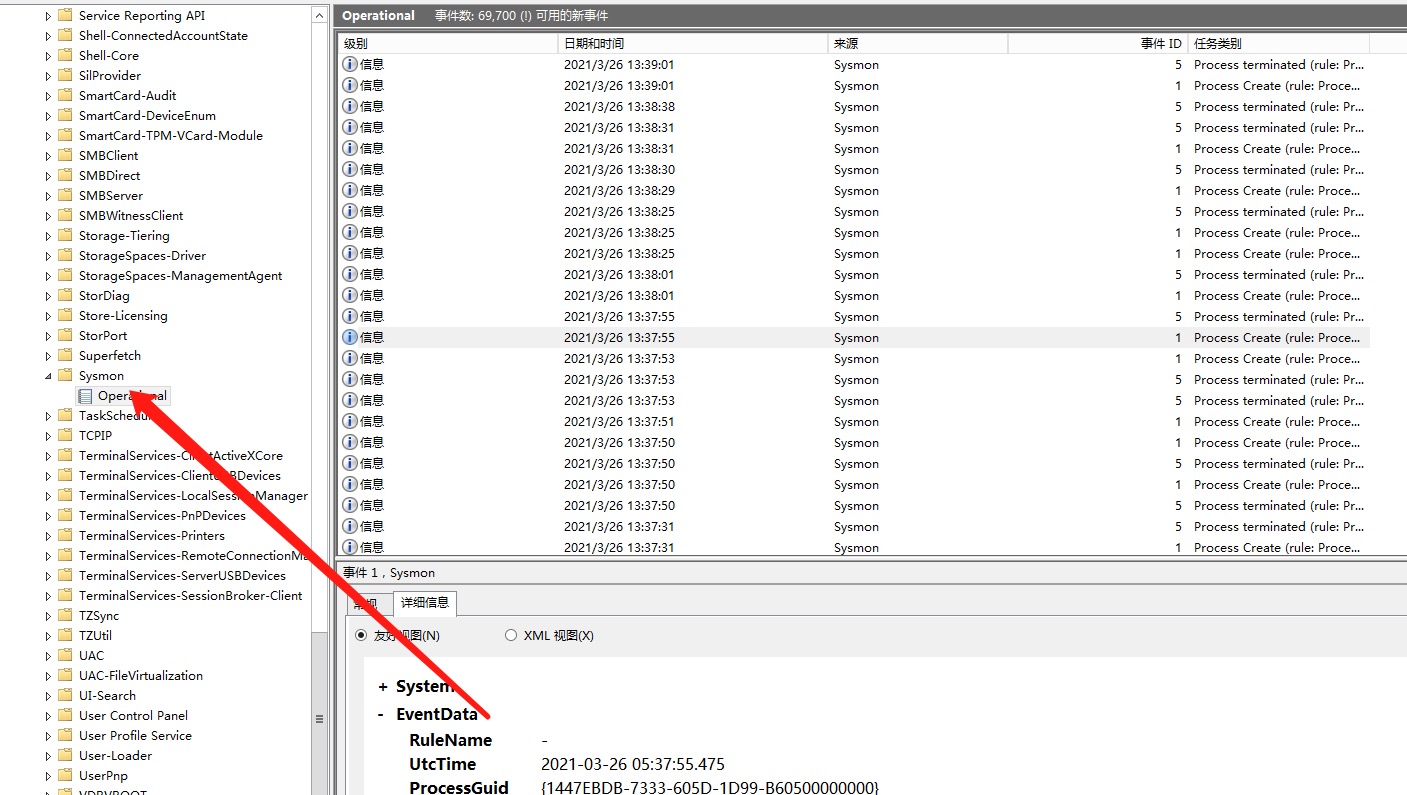 Service Reporting API
Shell-ConnectedAccountState
Shell-Core
SilProvider
SmartCard-Audit
SmartCard-DeviceEnum
SmartCard-TPM-VCard-Module
SMBClient
SMBDirect
SMBServer
SMBWitnessClient
Storage-Tiering
StorageSpaces-Driver
StorageSpaces-ManagementAgent
StorDiag
Store-Licensing
StorPort
Superfetch
Sysmon
Operational
TaskSchedu
TCPIP
TerminalServices-ClientActiveXCore
TerminalServices-ClientUSBDevices
TerminalServices-LocalSessionManager
TerminalServices-PnPDevices
TerminalServices-Printers
TerminalServices-RemoteConnectionMa
TerminalServices-ServerUSBDevices
TerminalServices-SessionBroker-Client
TZSync
TZUtil
UAC
UAC-FileVirtualization
UI-Search
User Control Panel
User Profile Service
User-Loader
UserPnp
VDRVROOT
Operational 事件数: 69,700 (!) 可用的新事件
级别 日期和时间 来源 事件 ID 任务类别
信息 2021/3/26 13:39:01 Sysmon 5 Process terminated (rule: Pr...
信息 2021/3/26 13:39:01 Sysmon 1 Process Create (rule: Proce...
信息 2021/3/26 13:38:38 Sysmon 5 Process terminated (rule: Pr...
信息 2021/3/26 13:38:31 Sysmon 5 Process terminated (rule: Pr...
信息 2021/3/26 13:38:31 Sysmon 1 Process Create (rule: Proce...
信息 2021/3/26 13:38:30 Sysmon 5 Process terminated (rule: Pr...
信息 2021/3/26 13:38:29 Sysmon 1 Process Create (rule: Proce...
信息 2021/3/26 13:38:25 Sysmon 5 Process terminated (rule: Pr...
信息 2021/3/26 13:38:25 Sysmon 1 Process Create (rule: Proce...
信息 2021/3/26 13:38:25 Sysmon 1 Process Create (rule: Proce...
信息 2021/3/26 13:38:01 Sysmon 5 Process terminated (rule: Pr...
信息 2021/3/26 13:38:01 Sysmon 1 Process Create (rule: Proce...
信息 2021/3/26 13:37:55 Sysmon 5 Process terminated (rule: Pr...
信息 2021/3/26 13:37:55 Sysmon 1 Process Create (rule: Proce...
信息 2021/3/26 13:37:53 Sysmon 1 Process Create (rule: Proce...
信息 2021/3/26 13:37:53 Sysmon 5 Process terminated (rule: Pr...
信息 2021/3/26 13:37:53 Sysmon 5 Process terminated (rule: Pr...
信息 2021/3/26 13:37:51 Sysmon 1 Process Create (rule: Proce...
信息 2021/3/26 13:37:50 Sysmon 1 Process Create (rule: Proce...
信息 2021/3/26 13:37:50 Sysmon 5 Process terminated (rule: Pr...
信息 2021/3/26 13:37:50 Sysmon 1 Process Create (rule: Proce...
信息 2021/3/26 13:37:50 Sysmon 5 Process terminated (rule: Pr...
信息 2021/3/26 13:37:31 Sysmon 5 Process terminated (rule: Pr...
信息 2021/3/26 13:37:31 Sysmon 1 Process Create (rule: Proce...
事件 1，Sysmon
常规 详细信息
友好视图(N) XML 视图(X)
+ System
- EventData
RuleName -
UtcTime 2021-03-26 05:37:55.475
ProcessGuid {1447EBDB-7333-605D-1D99-B60500000000}